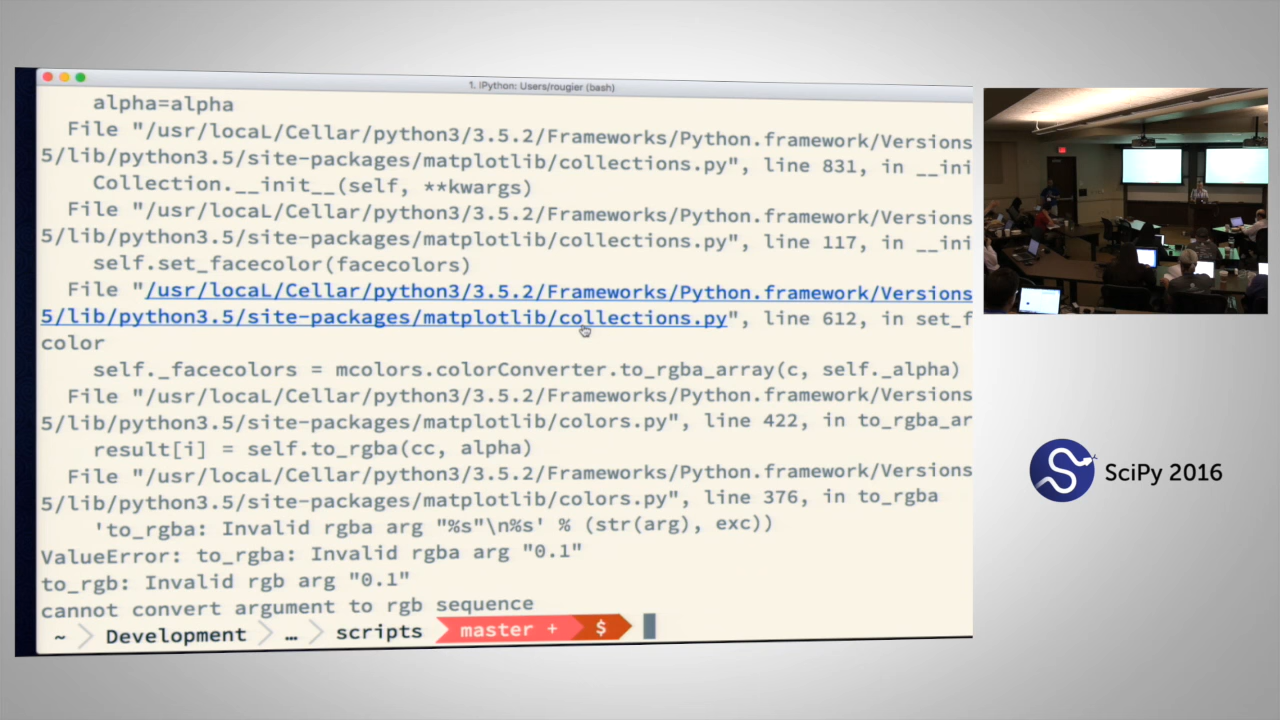 1. IPython: Users/rougier (bash)
alpha=alpha
File "/usr/locaL/Cellar/python3/3.5.2/Frameworks/Python.framework/Versions
5/lib/python3.5/site-packages/matplotlib/collections.py", line 831, in __ini
Collection.__init__(self, **kwargs)
File "/usr/locaL/Cellar/python3/3.5.2/Frameworks/Python.framework/Versions
5/lib/python3.5/site-packages/matplotlib/collections.py", line 117, in __ini
self.set_facecolor(facecolors)
File "/usr/locaL/Cellar/python3/3.5.2/Frameworks/Python.framework/Versions
5/lib/python3.5/site-packages/matplotlib/collections.py", line 612, in set_f
color
self._facecolors = mcolors.colorConverter.to_rgba_array(c, self._alpha)
File "/usr/locaL/Cellar/python3/3.5.2/Frameworks/Python.framework/Versions
5/lib/python3.5/site-packages/matplotlib/colors.py", line 422, in to_rgba_ar
result[i] = self.to_rgba(cc, alpha)
File "/usr/locaL/Cellar/python3/3.5.2/Frameworks/Python.framework/Versions
5/lib/python3.5/site-packages/matplotlib/colors.py", line 376, in to_rgba
'to_rgba: Invalid rgba arg "%s"\n%s' % (str(arg), exc))
ValueError: to_rgba: Invalid rgba arg "0.1"
to_rgb: Invalid rgb arg "0.1"
cannot convert argument to rgb sequence
~ Development … scripts master + $
SciPy 2016